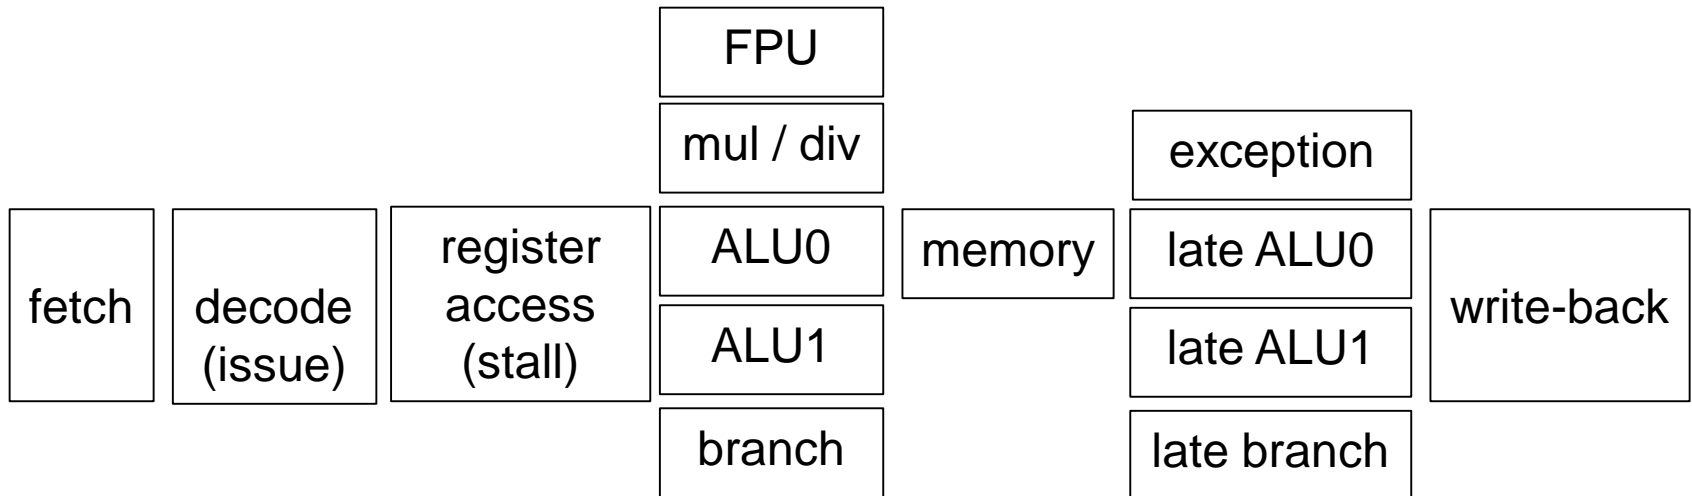 fetch
decode
(issue)
register
access
(stall)
FPU
mul / div
ALU0
ALU1
branch
memory
exception
late ALU0
late ALU1
late branch
write-back